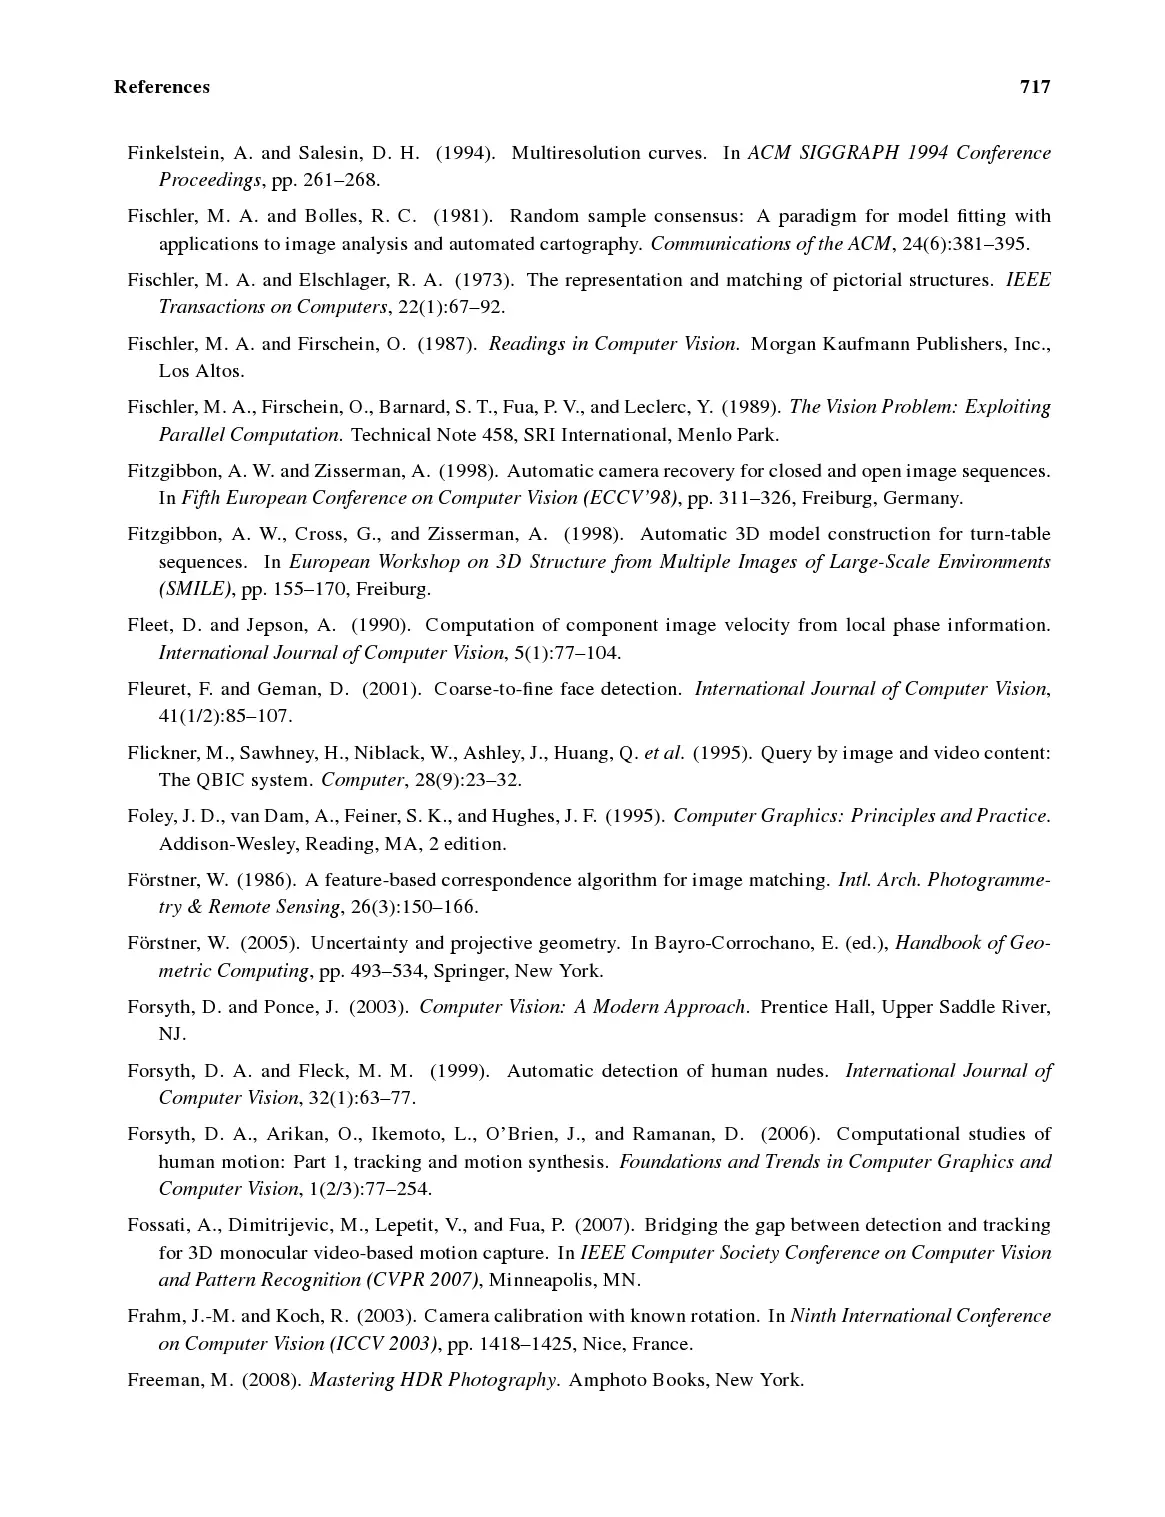 References 717
Finkelstein, A. and Salesin, D. H. (1994). Multiresolution curves. In ACM SIGGRAPH 1994 Conference
Proceedings, pp. 261–268.
Fischler, M. A. and Bolles, R. C. (1981). Random sample consensus: A paradigm for model fitting with
applications to image analysis and automated cartography. Communications of the ACM, 24(6):381–395.
Fischler, M. A. and Elschlager, R. A. (1973). The representation and matching of pictorial structures. IEEE
Transactions on Computers, 22(1):67–92.
Fischler, M. A. and Firschein, O. (1987). Readings in Computer Vision. Morgan Kaufmann Publishers, Inc.,
Los Altos.
Fischler, M. A., Firschein, O., Barnard, S. T., Fua, P. V., and Leclerc, Y. (1989). The Vision Problem: Exploiting
Parallel Computation. Technical Note 458, SRI International, Menlo Park.
Fitzgibbon, A. W. and Zisserman, A. (1998). Automatic camera recovery for closed and open image sequences.
In Fifth European Conference on Computer Vision (ECCV'98), pp. 311–326, Freiburg, Germany.
Fitzgibbon, A. W., Cross, G., and Zisserman, A. (1998). Automatic 3D model construction for turn-table
sequences. In European Workshop on 3D Structure from Multiple Images of Large-Scale Environments
(SMILE), pp. 155–170, Freiburg.
Fleet, D. and Jepson, A. (1990). Computation of component image velocity from local phase information.
International Journal of Computer Vision, 5(1):77–104.
Fleuret, F. and Geman, D. (2001). Coarse-to-fine face detection. International Journal of Computer Vision,
41(1/2):85–107.
Flickner, M., Sawhney, H., Niblack, W., Ashley, J., Huang, Q. et al. (1995). Query by image and video content:
The QBIC system. Computer, 28(9):23–32.
Foley, J. D., van Dam, A., Feiner, S. K., and Hughes, J. F. (1995). Computer Graphics: Principles and Practice.
Addison-Wesley, Reading, MA, 2 edition.
Förstner, W. (1986). A feature-based correspondence algorithm for image matching. Intl. Arch. Photogramme-
try & Remote Sensing, 26(3):150–166.
Förstner, W. (2005). Uncertainty and projective geometry. In Bayro-Corrochano, E. (ed.), Handbook of Geo-
metric Computing, pp. 493–534, Springer, New York.
Forsyth, D. and Ponce, J. (2003). Computer Vision: A Modern Approach. Prentice Hall, Upper Saddle River,
NJ.
Forsyth, D. A. and Fleck, M. M. (1999). Automatic detection of human nudes. International Journal of
Computer Vision, 32(1):63–77.
Forsyth, D. A., Arikan, O., Ikemoto, L., O'Brien, J., and Ramanan, D. (2006). Computational studies of
human motion: Part 1, tracking and motion synthesis. Foundations and Trends in Computer Graphics and
Computer Vision, 1(2/3):77–254.
Fossati, A., Dimitrijevic, M., Lepetit, V., and Fua, P. (2007). Bridging the gap between detection and tracking
for 3D monocular video-based motion capture. In IEEE Computer Society Conference on Computer Vision
and Pattern Recognition (CVPR 2007), Minneapolis, MN.
Frahm, J.-M. and Koch, R. (2003). Camera calibration with known rotation. In Ninth International Conference
on Computer Vision (ICCV 2003), pp. 1418–1425, Nice, France.
Freeman, M. (2008). Mastering HDR Photography. Amphoto Books, New York.